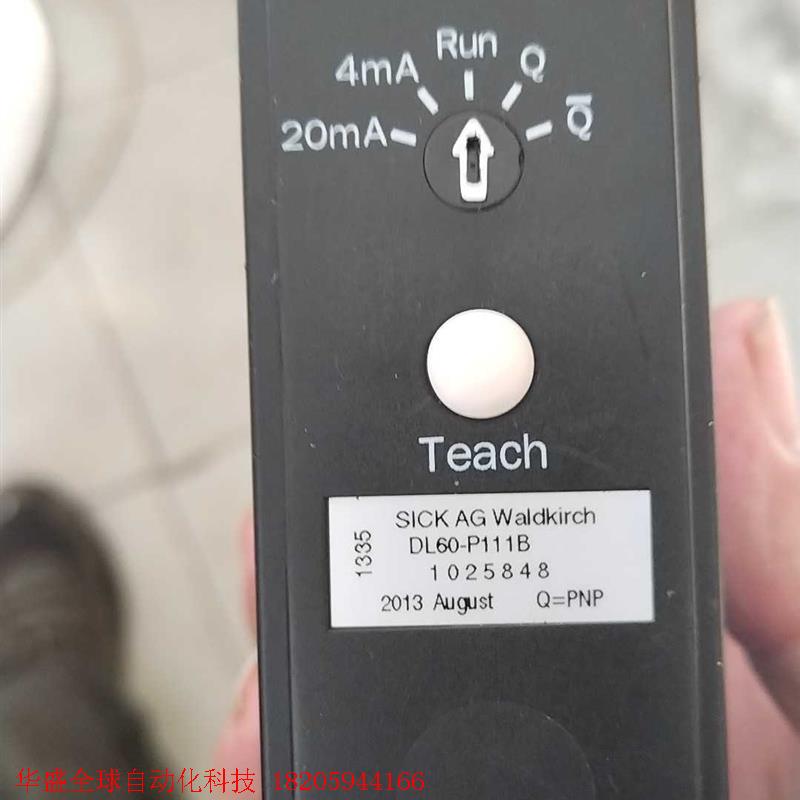 Run
4mA
Q
20mA
Q̅
Teach
1335
SICK AG Waldkirch
DL60-P111B
1025848
2013 August Q=PNP
华盛全球自动化科技 18205944166